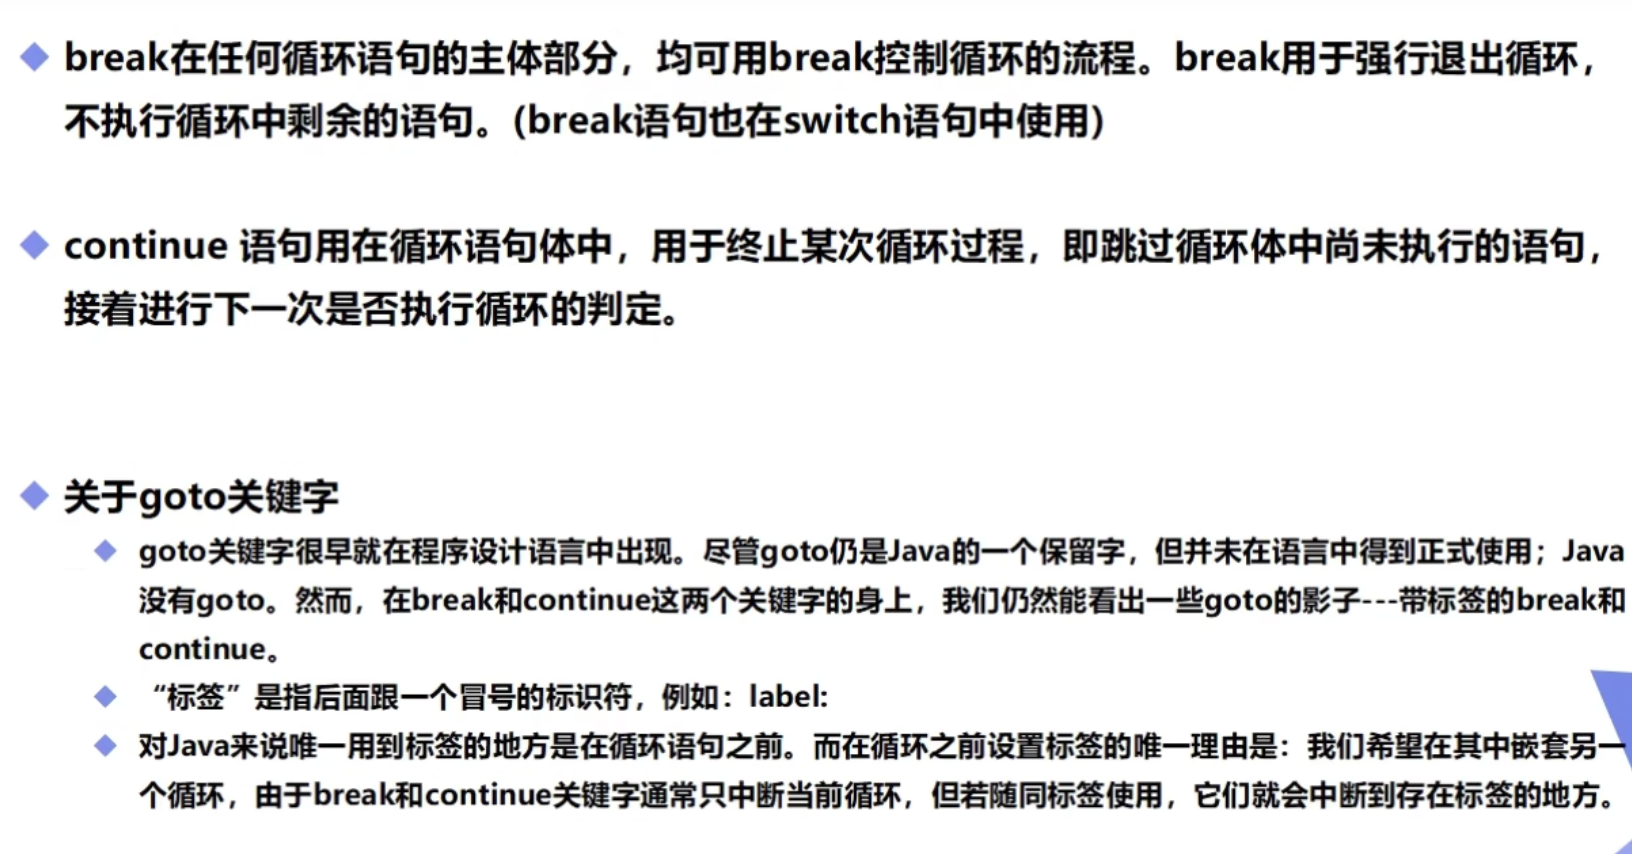 break在任何循环语句的主体部分，均可用break控制循环的流程。break用于强行退出循环，
不执行循环中剩余的语句。(break语句也在switch语句中使用)
continue 语句用在循环语句体中，用于终止某次循环过程，即跳过循环体中尚未执行的语句，
接着进行下一次是否执行循环的判定。
关于goto关键字
goto关键字很早就在程序设计语言中出现。尽管goto仍是Java的一个保留字，但并未在语言中得到正式使用；Java
没有goto。然而，在break和continue这两个关键字的身上，我们仍然能看出一些goto的影子---带标签的break和
continue。
“标签”是指后面跟一个冒号的标识符，例如：label:
对Java来说唯一用到标签的地方是在循环语句之前。而在循环之前设置标签的唯一理由是：我们希望在其中嵌套另一
个循环，由于break和continue关键字通常只中断当前循环，但若随同标签使用，它们就会中断到存在标签的地方。